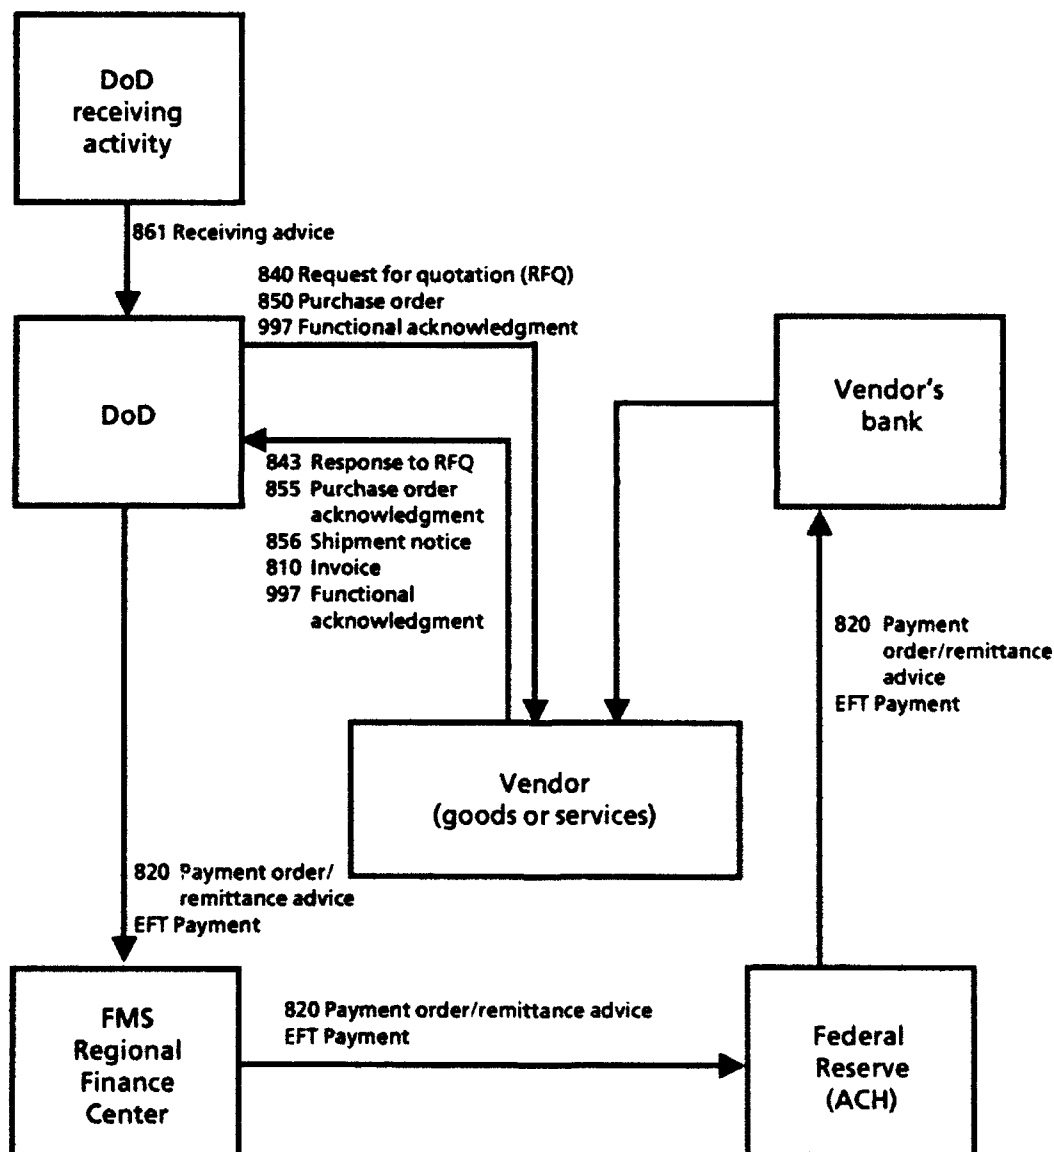 DoD
receiving
activity
861 Receiving advice
840 Request for quotation (RFQ)
850 Purchase order
997 Functional acknowledgment
DoD
Vendor's
bank
843 Response to RFQ
855 Purchase order
acknowledgment
856 Shipment notice
810 Invoice
997 Functional
acknowledgment
820 Payment
order/remittance
advice
EFT Payment
Vendor
(goods or services)
820 Payment order/
remittance advice
EFT Payment
FMS
Regional
Finance
Center
820 Payment order/remittance advice
EFT Payment
Federal
Reserve
(ACH)